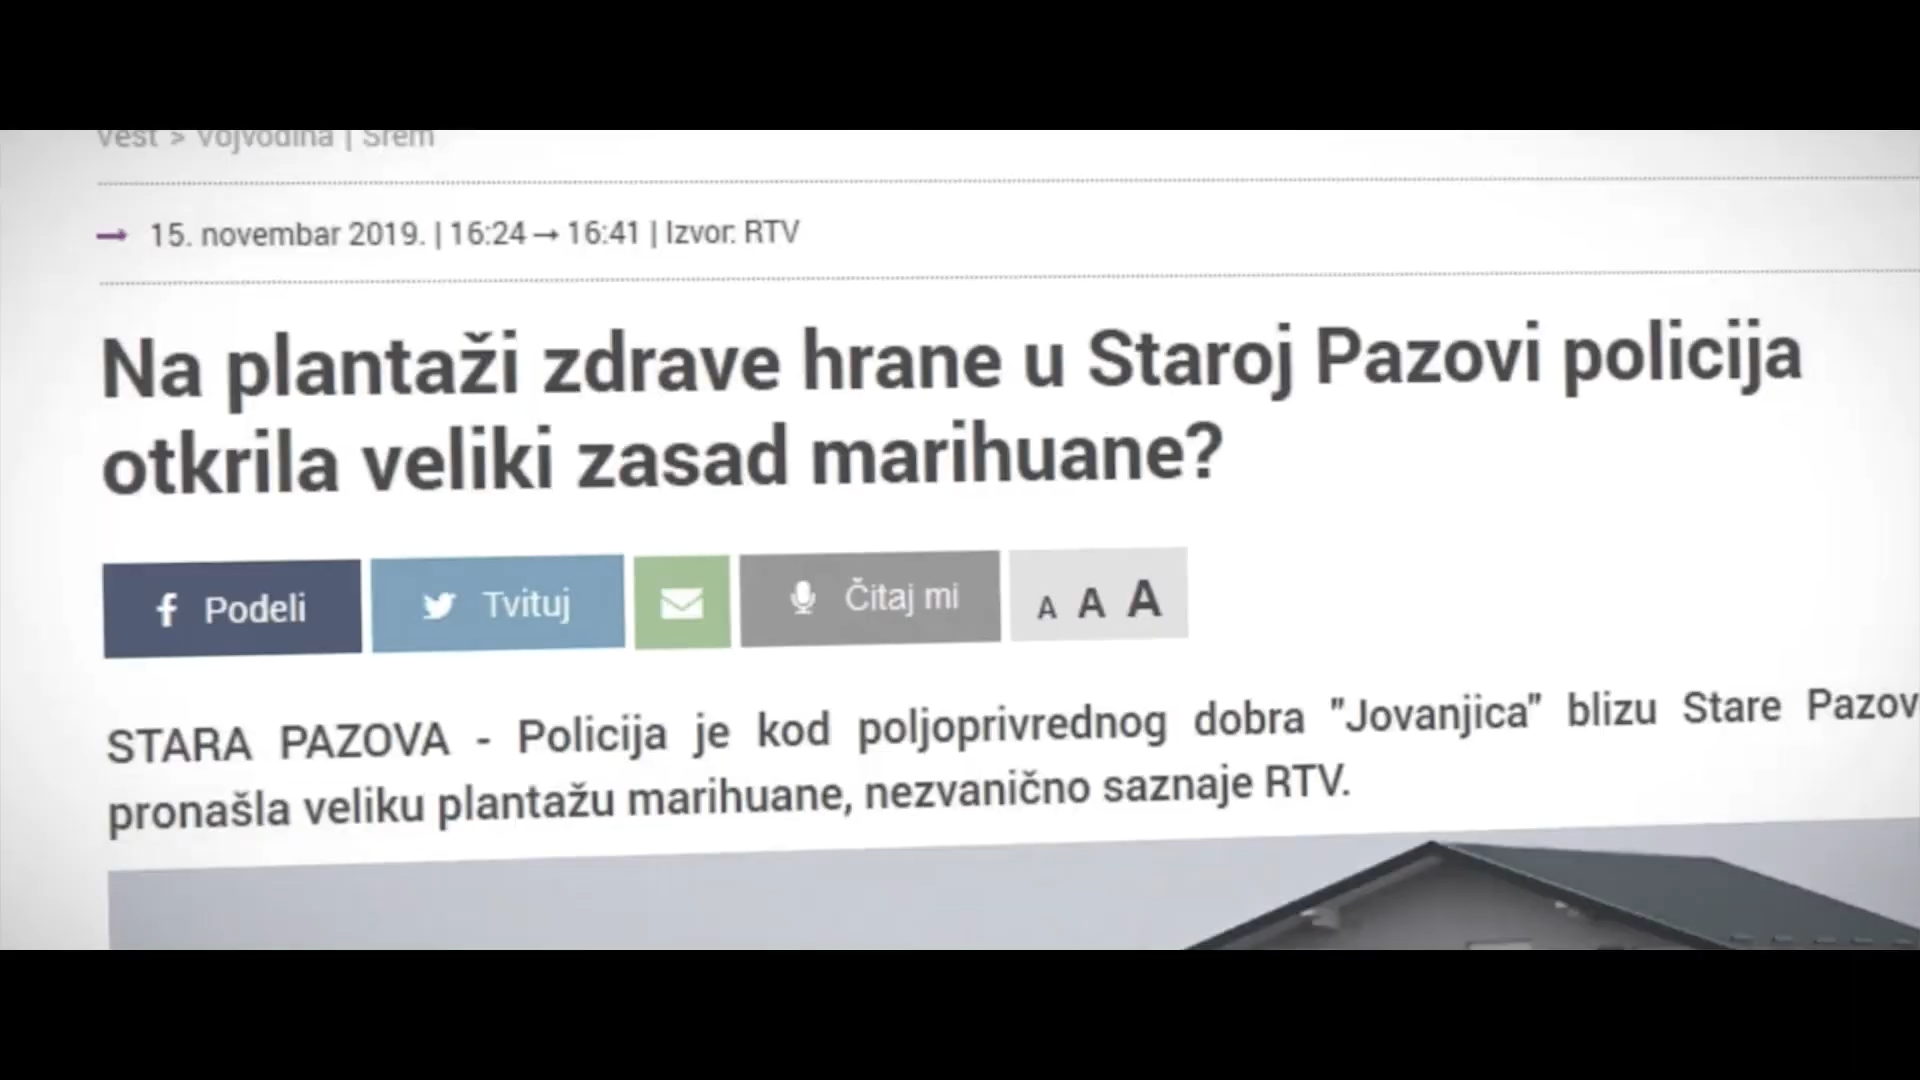 Vest > Vojvodina | Srem
15. novembar 2019. | 16:24 → 16:41 | Izvor: RTV
Na plantaži zdrave hrane u Staroj Pazovi policija
otkrila veliki zasad marihuane?
Podeli Tvituj Čitaj mi A A A
STARA PAZOVA - Policija je kod poljoprivrednog dobra "Jovanjica" blizu Stare Pazov
pronašla veliku plantažu marihuane, nezvanično saznaje RTV.